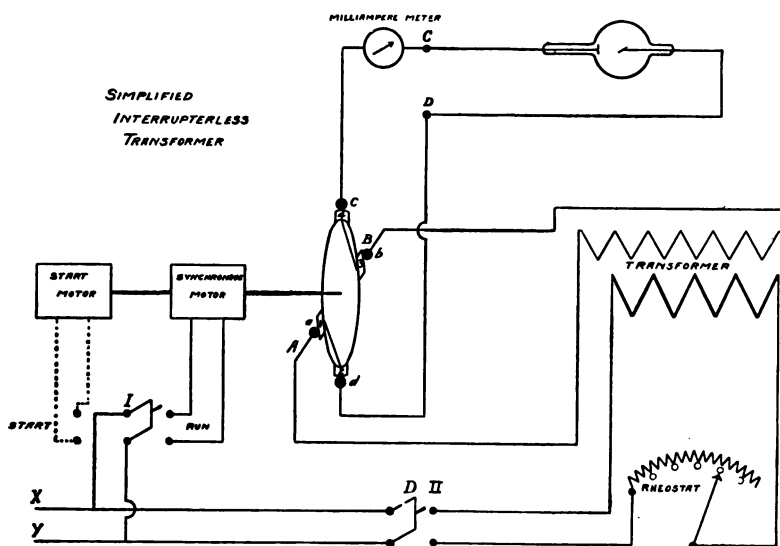 MILLIAMPERE METER
C
D
SIMPLIFIED
INTERRUPTERLESS
TRANSFORMER
C
B
b
START
MOTOR
SYNCHRONOUS
MOTOR
TRANSFORMER
a
A
d
I
START
RUN
RHEOSTAT
X
D II
Y